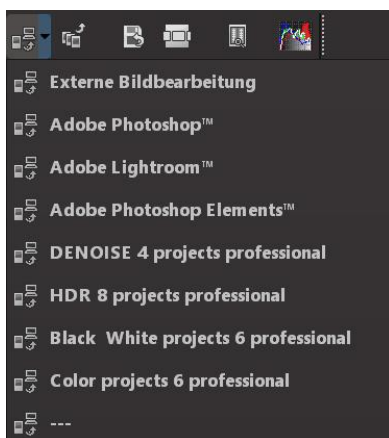 Externe Bildbearbeitung
Adobe Photoshop™
Adobe Lightroom™
Adobe Photoshop Elements™
DENOISE 4 projects professional
HDR 8 projects professional
Black  White projects 6 professional
Color projects 6 professional
---